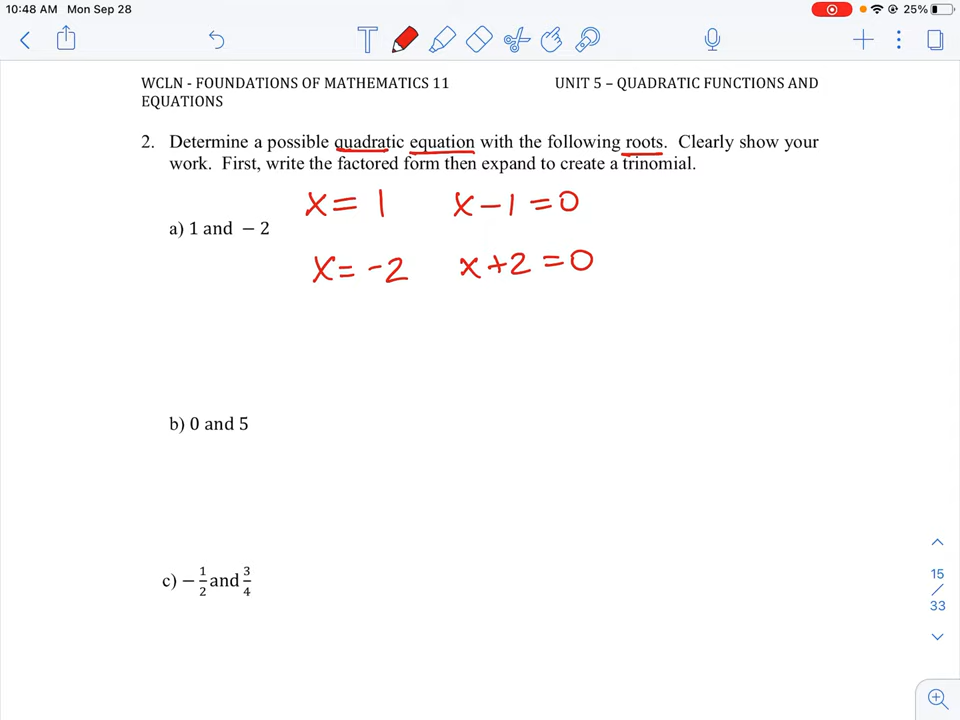 10:48 AM Mon Sep 28 25%
T
WCLN - FOUNDATIONS OF MATHEMATICS 11 UNIT 5 – QUADRATIC FUNCTIONS AND
EQUATIONS
2. Determine a possible quadratic equation with the following roots. Clearly show your
work. First, write the factored form then expand to create a trinomial.
x = 1 x - 1 = 0
a) 1 and − 2
x = -2 x + 2 = 0
b) 0 and 5
c) − 1/2 and 3/4
15
/
33